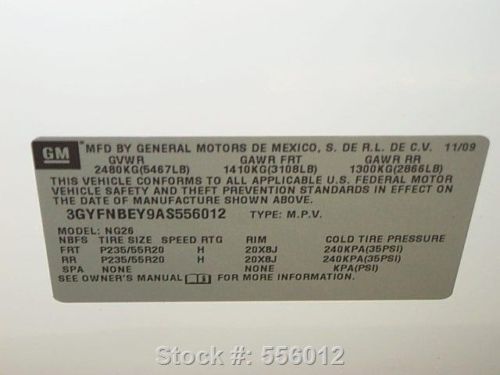 GM MFD BY GENERAL MOTORS DE MEXICO, S. DE R.L. DE C.V. 11/09
GVWR GAWR FRT GAWR RR
2480KG(5467LB) 1410KG(3108LB) 1300KG(2866LB)
THIS VEHICLE CONFORMS TO ALL APPLICABLE U.S. FEDERAL MOTOR
VEHICLE SAFETY AND THEFT PREVENTION STANDARDS IN EFFECT ON
THE DATE OF MANUFACTURE SHOWN ABOVE.
3GYFNBEY9AS556012 TYPE: M.P.V.
MODEL: NG26
NBFS TIRE SIZE SPEED RTG RIM COLD TIRE PRESSURE
FRT P235/55R20 H 20X8J 240KPA(35PSI)
RR P235/55R20 H 20X8J 240KPA(35PSI)
SPA NONE NONE NONE KPA(PSI)
SEE OWNER'S MANUAL FOR MORE INFORMATION.
Stock #: 556012